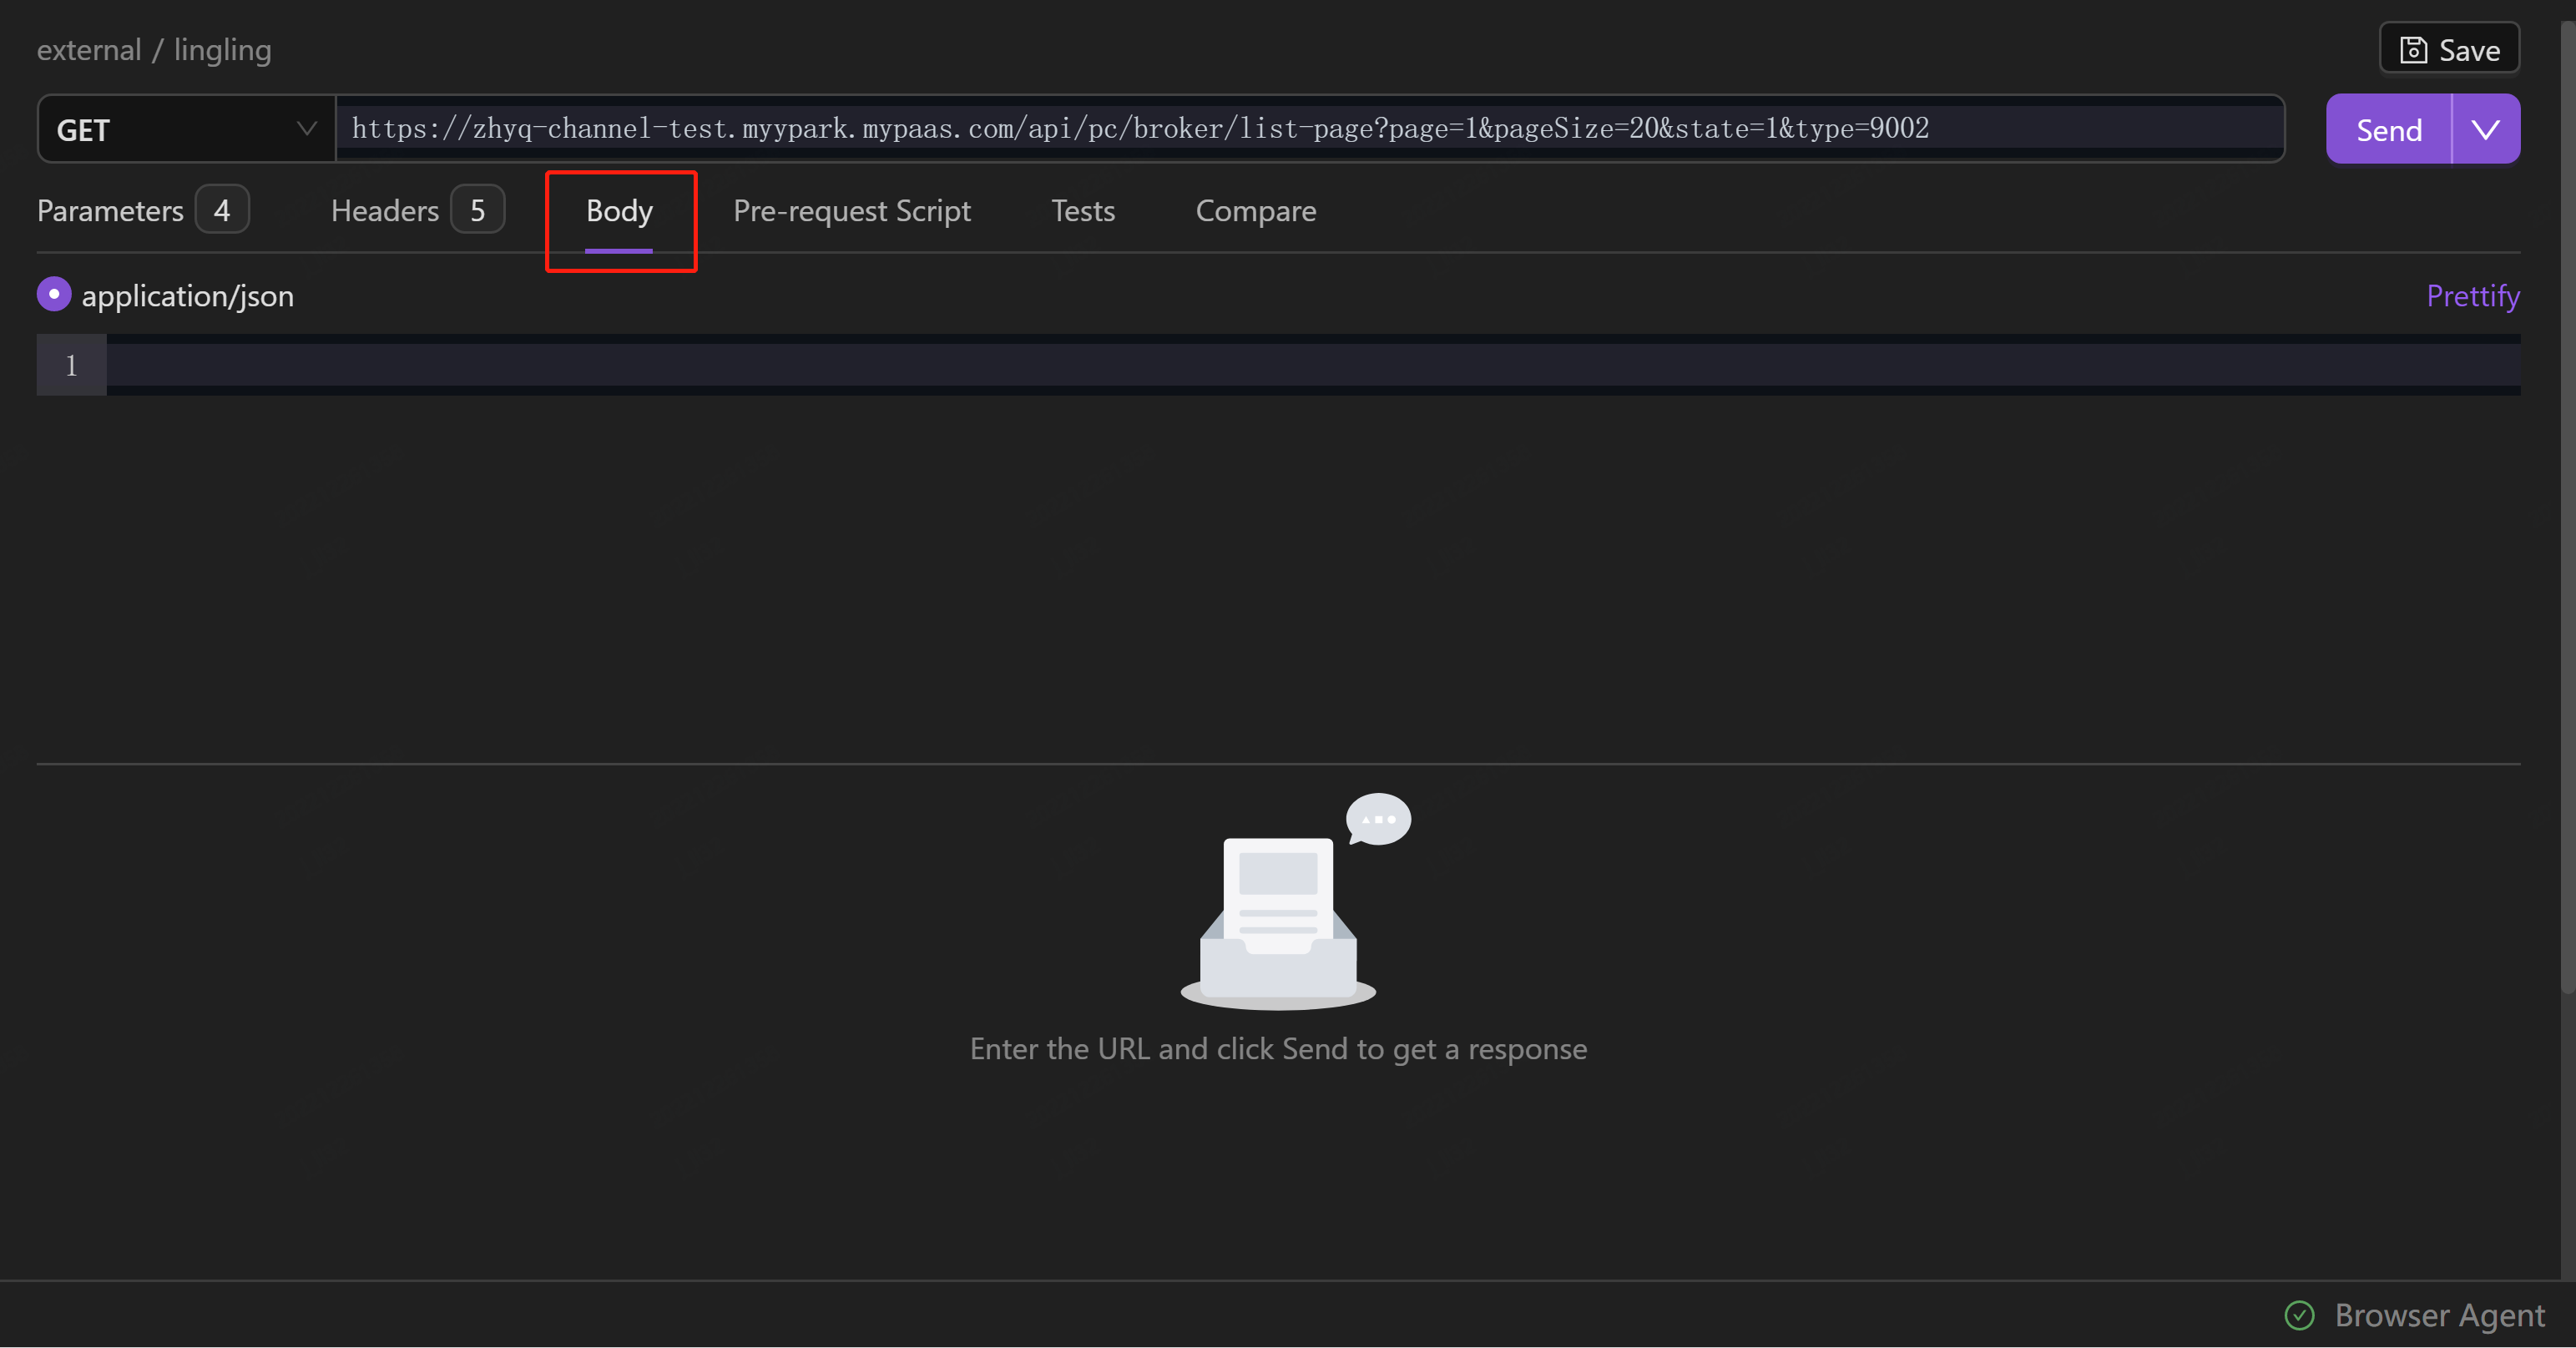 external / lingling
Save
GET
https://zhyq-channel-test.myypark.mypaas.com/api/pc/broker/list-page?page=1&pageSize=20&state=1&type=9002
Send
Parameters 4 Headers 5 Body Pre-request Script Tests Compare
application/json
Prettify
1
Enter the URL and click Send to get a response
Browser Agent